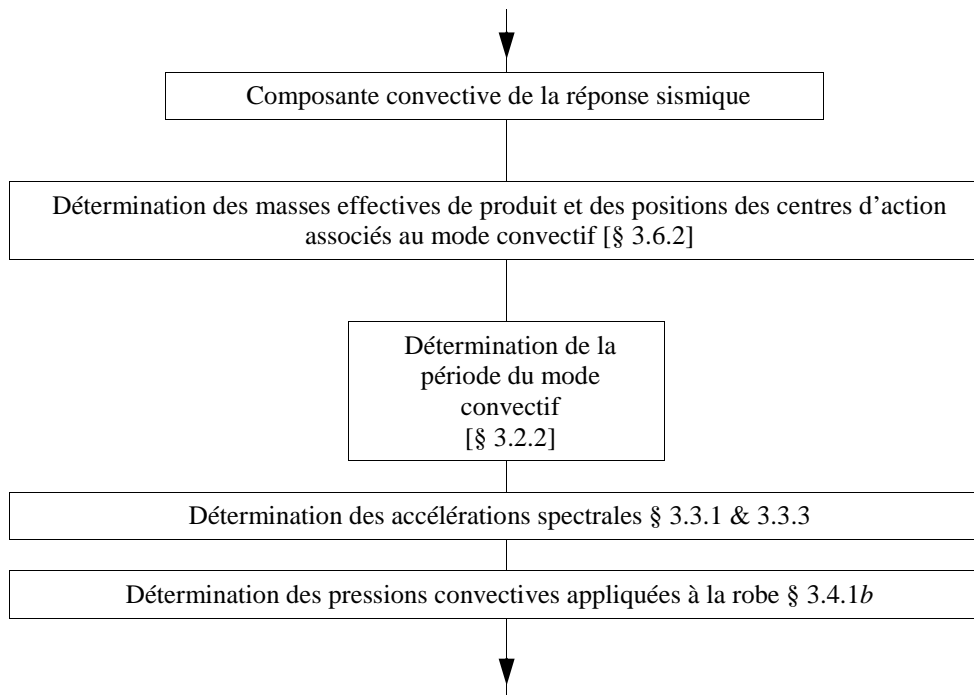 Composante convective de la réponse sismique
Détermination des masses effectives de produit et des positions des centres d’action
associés au mode convectif [§ 3.6.2]
Détermination de la
période du mode
convectif
[§ 3.2.2]
Détermination des accélérations spectrales § 3.3.1 & 3.3.3
Détermination des pressions convectives appliquées à la robe § 3.4.1b